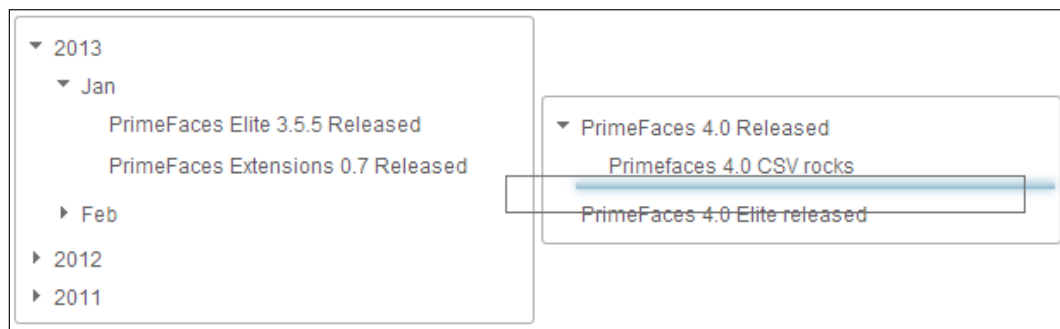 2013
Jan
PrimeFaces Elite 3.5.5 Released
PrimeFaces Extensions 0.7 Released
Feb
2012
2011
PrimeFaces 4.0 Released
Primefaces 4.0 CSV rocks
PrimeFaces 4.0 Elite released